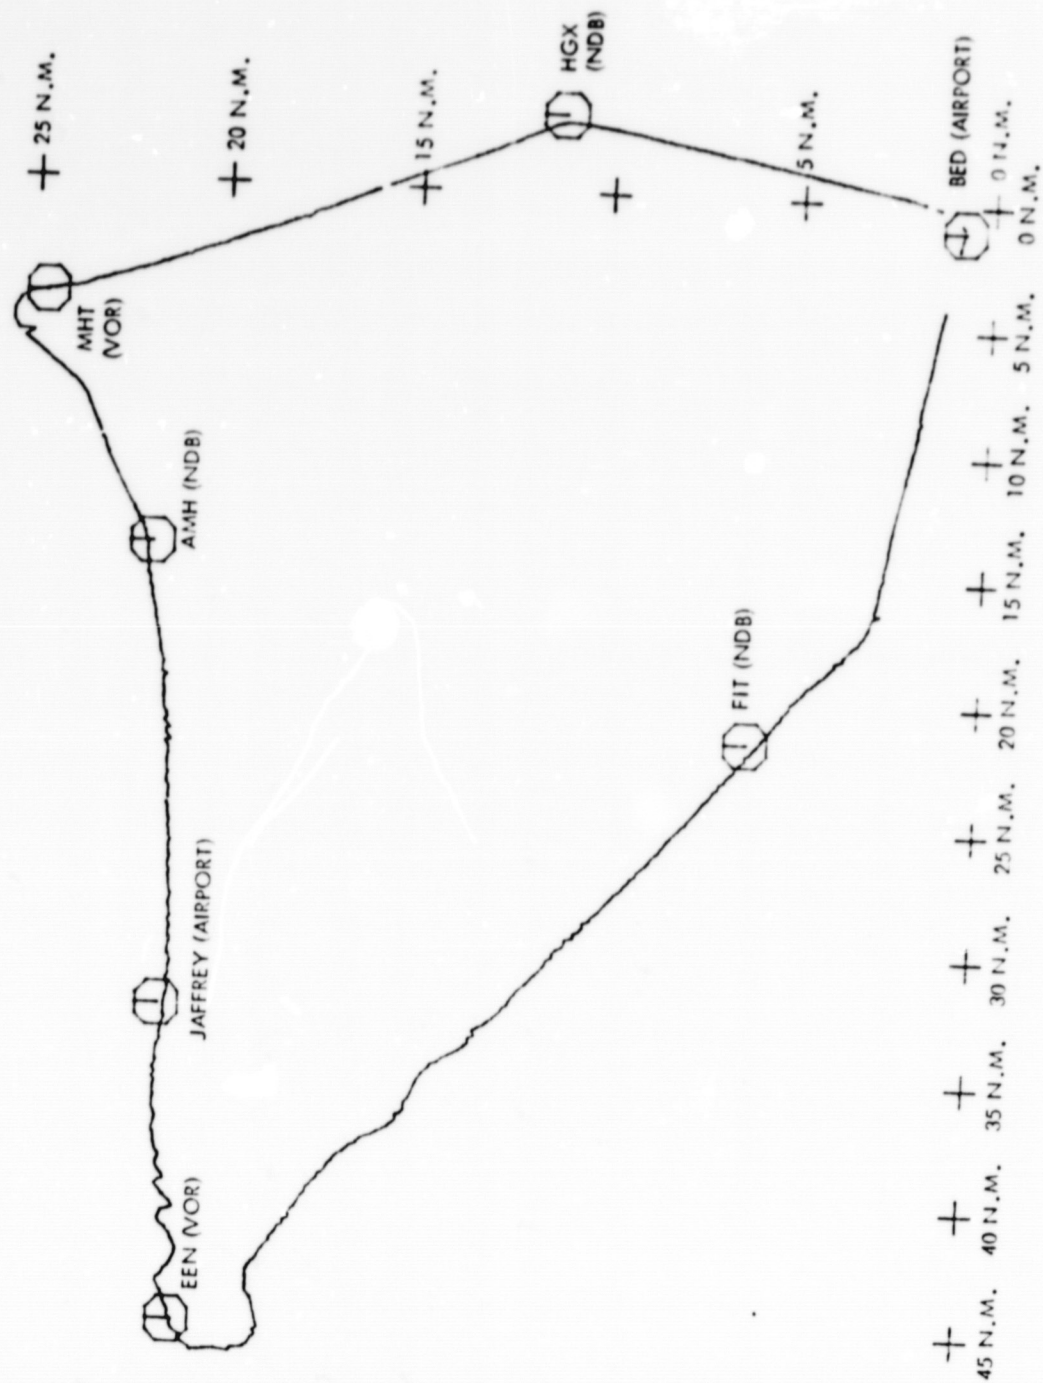 25 N.M.
20 N.M.
15 N.M.
5 N.M.
0 N.M.
HGX
(NDB)
BED (AIRPORT)
MHT
(VOR)
AMH (NDB)
JAFFREY (AIRPORT)
EEN (VOR)
FIT (NDB)
0 N.M.
5 N.M.
10 N.M.
15 N.M.
20 N.M.
25 N.M.
30 N.M.
35 N.M.
40 N.M.
45 N.M.